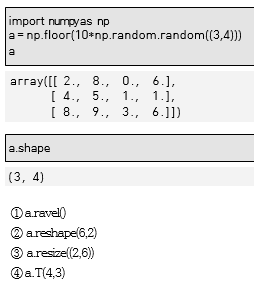 import numpy as np
a = np.floor(10*np.random.random((3,4)))
a
array([[ 2., 8., 0., 6.],
[ 4., 5., 1., 1.],
[ 8., 9., 3., 6.]])
a.shape
(3, 4)
① a.ravel()
② a.reshape(6,2)
③ a.resize((2,6))
④ a.T(4,3)